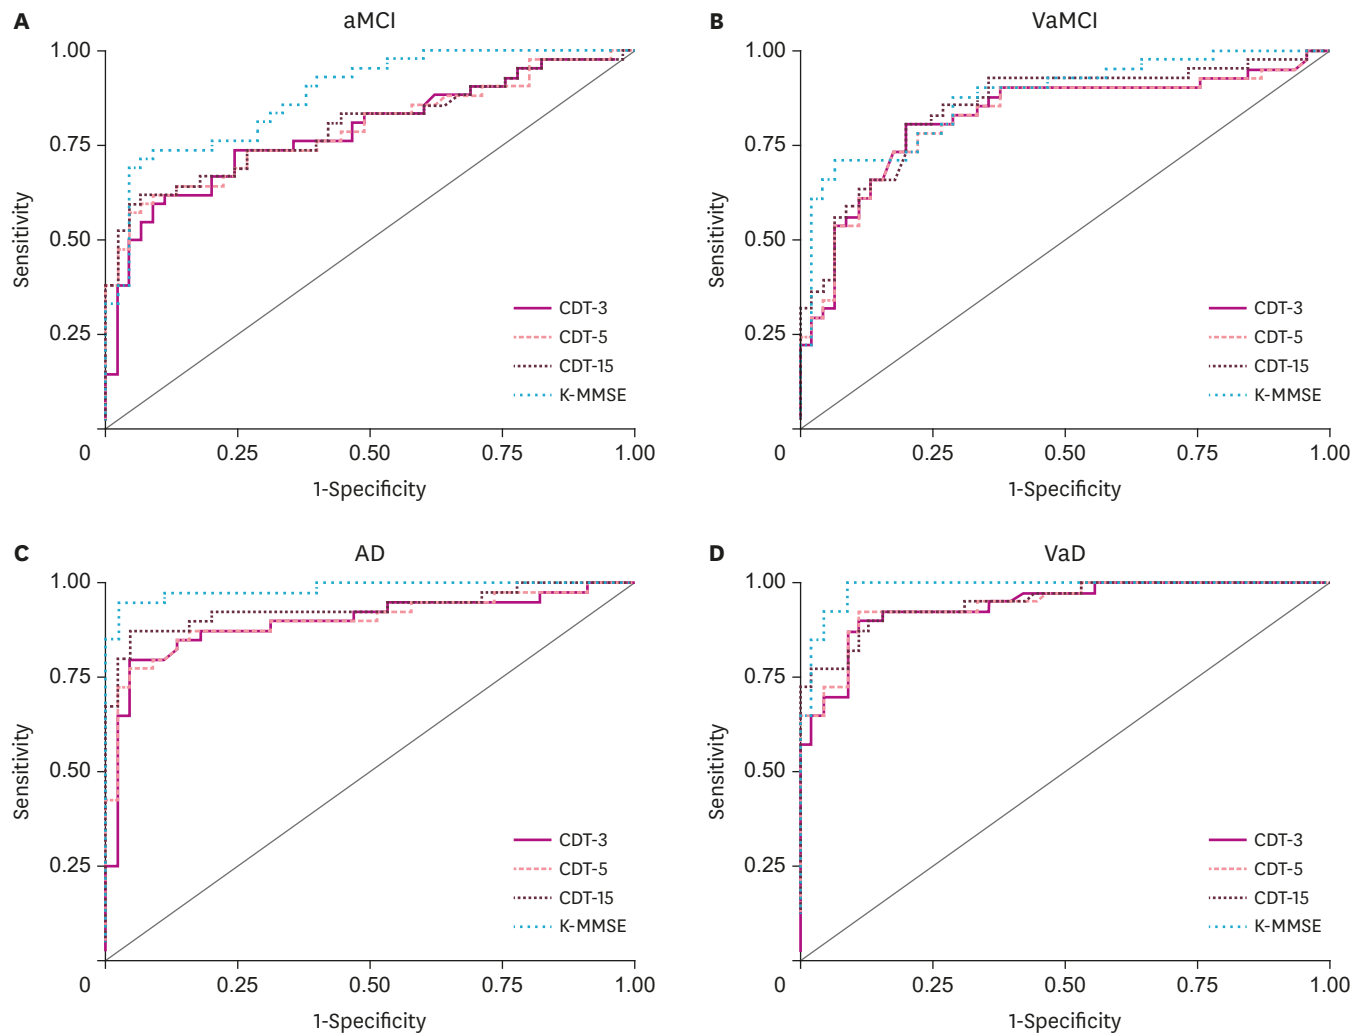 A
aMCI
1.00
0.75
0.50
0.25
Sensitivity
CDT-3
CDT-5
CDT-15
K-MMSE
0 0.25 0.50 0.75 1.00
1-Specificity
B
VaMCI
1.00
0.75
0.50
0.25
Sensitivity
CDT-3
CDT-5
CDT-15
K-MMSE
0 0.25 0.50 0.75 1.00
1-Specificity
C
AD
1.00
0.75
0.50
0.25
Sensitivity
CDT-3
CDT-5
CDT-15
K-MMSE
0 0.25 0.50 0.75 1.00
1-Specificity
D
VaD
1.00
0.75
0.50
0.25
Sensitivity
CDT-3
CDT-5
CDT-15
K-MMSE
0 0.25 0.50 0.75 1.00
1-Specificity